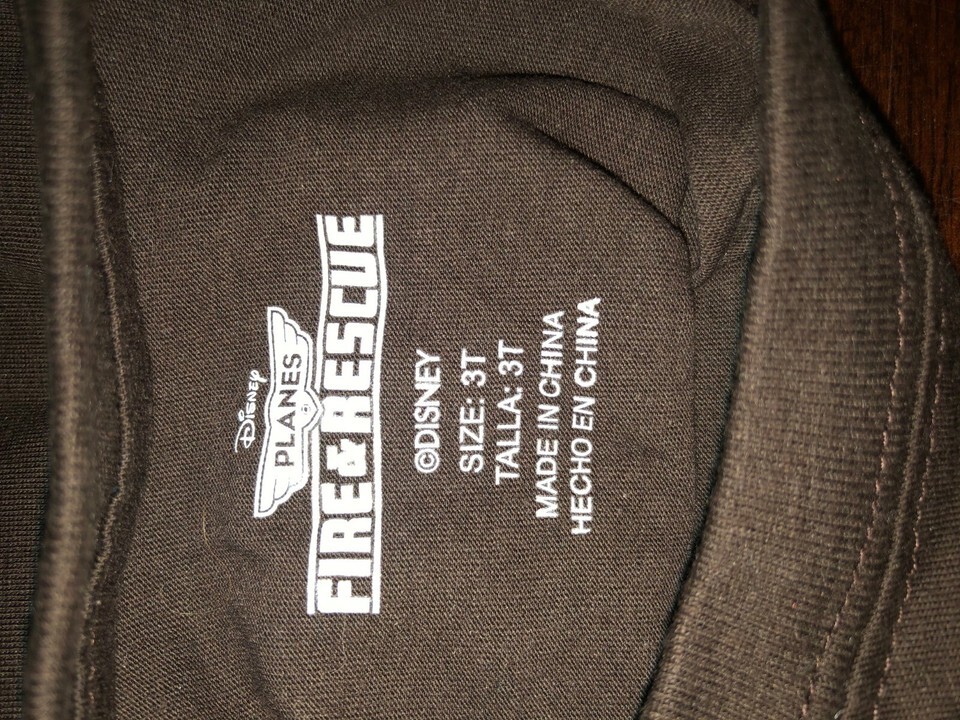 Disney
PLANES
FIRE & RESCUE
©DISNEY
SIZE: 3T
TALLA: 3T
MADE IN CHINA
HECHO EN CHINA